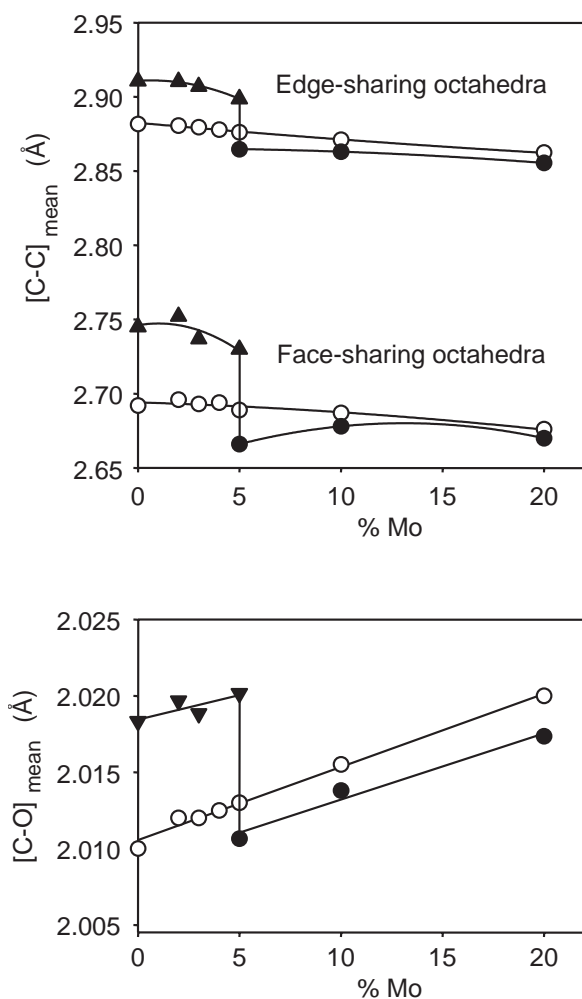 2.95
2.90
2.85
2.80
2.75
2.70
2.65
[C-C] mean (Å)
Edge-sharing octahedra
Face-sharing octahedra
0 5 10 15 20
% Mo
2.025
2.020
2.015
2.010
2.005
[C-O] mean (Å)
0 5 10 15 20
% Mo